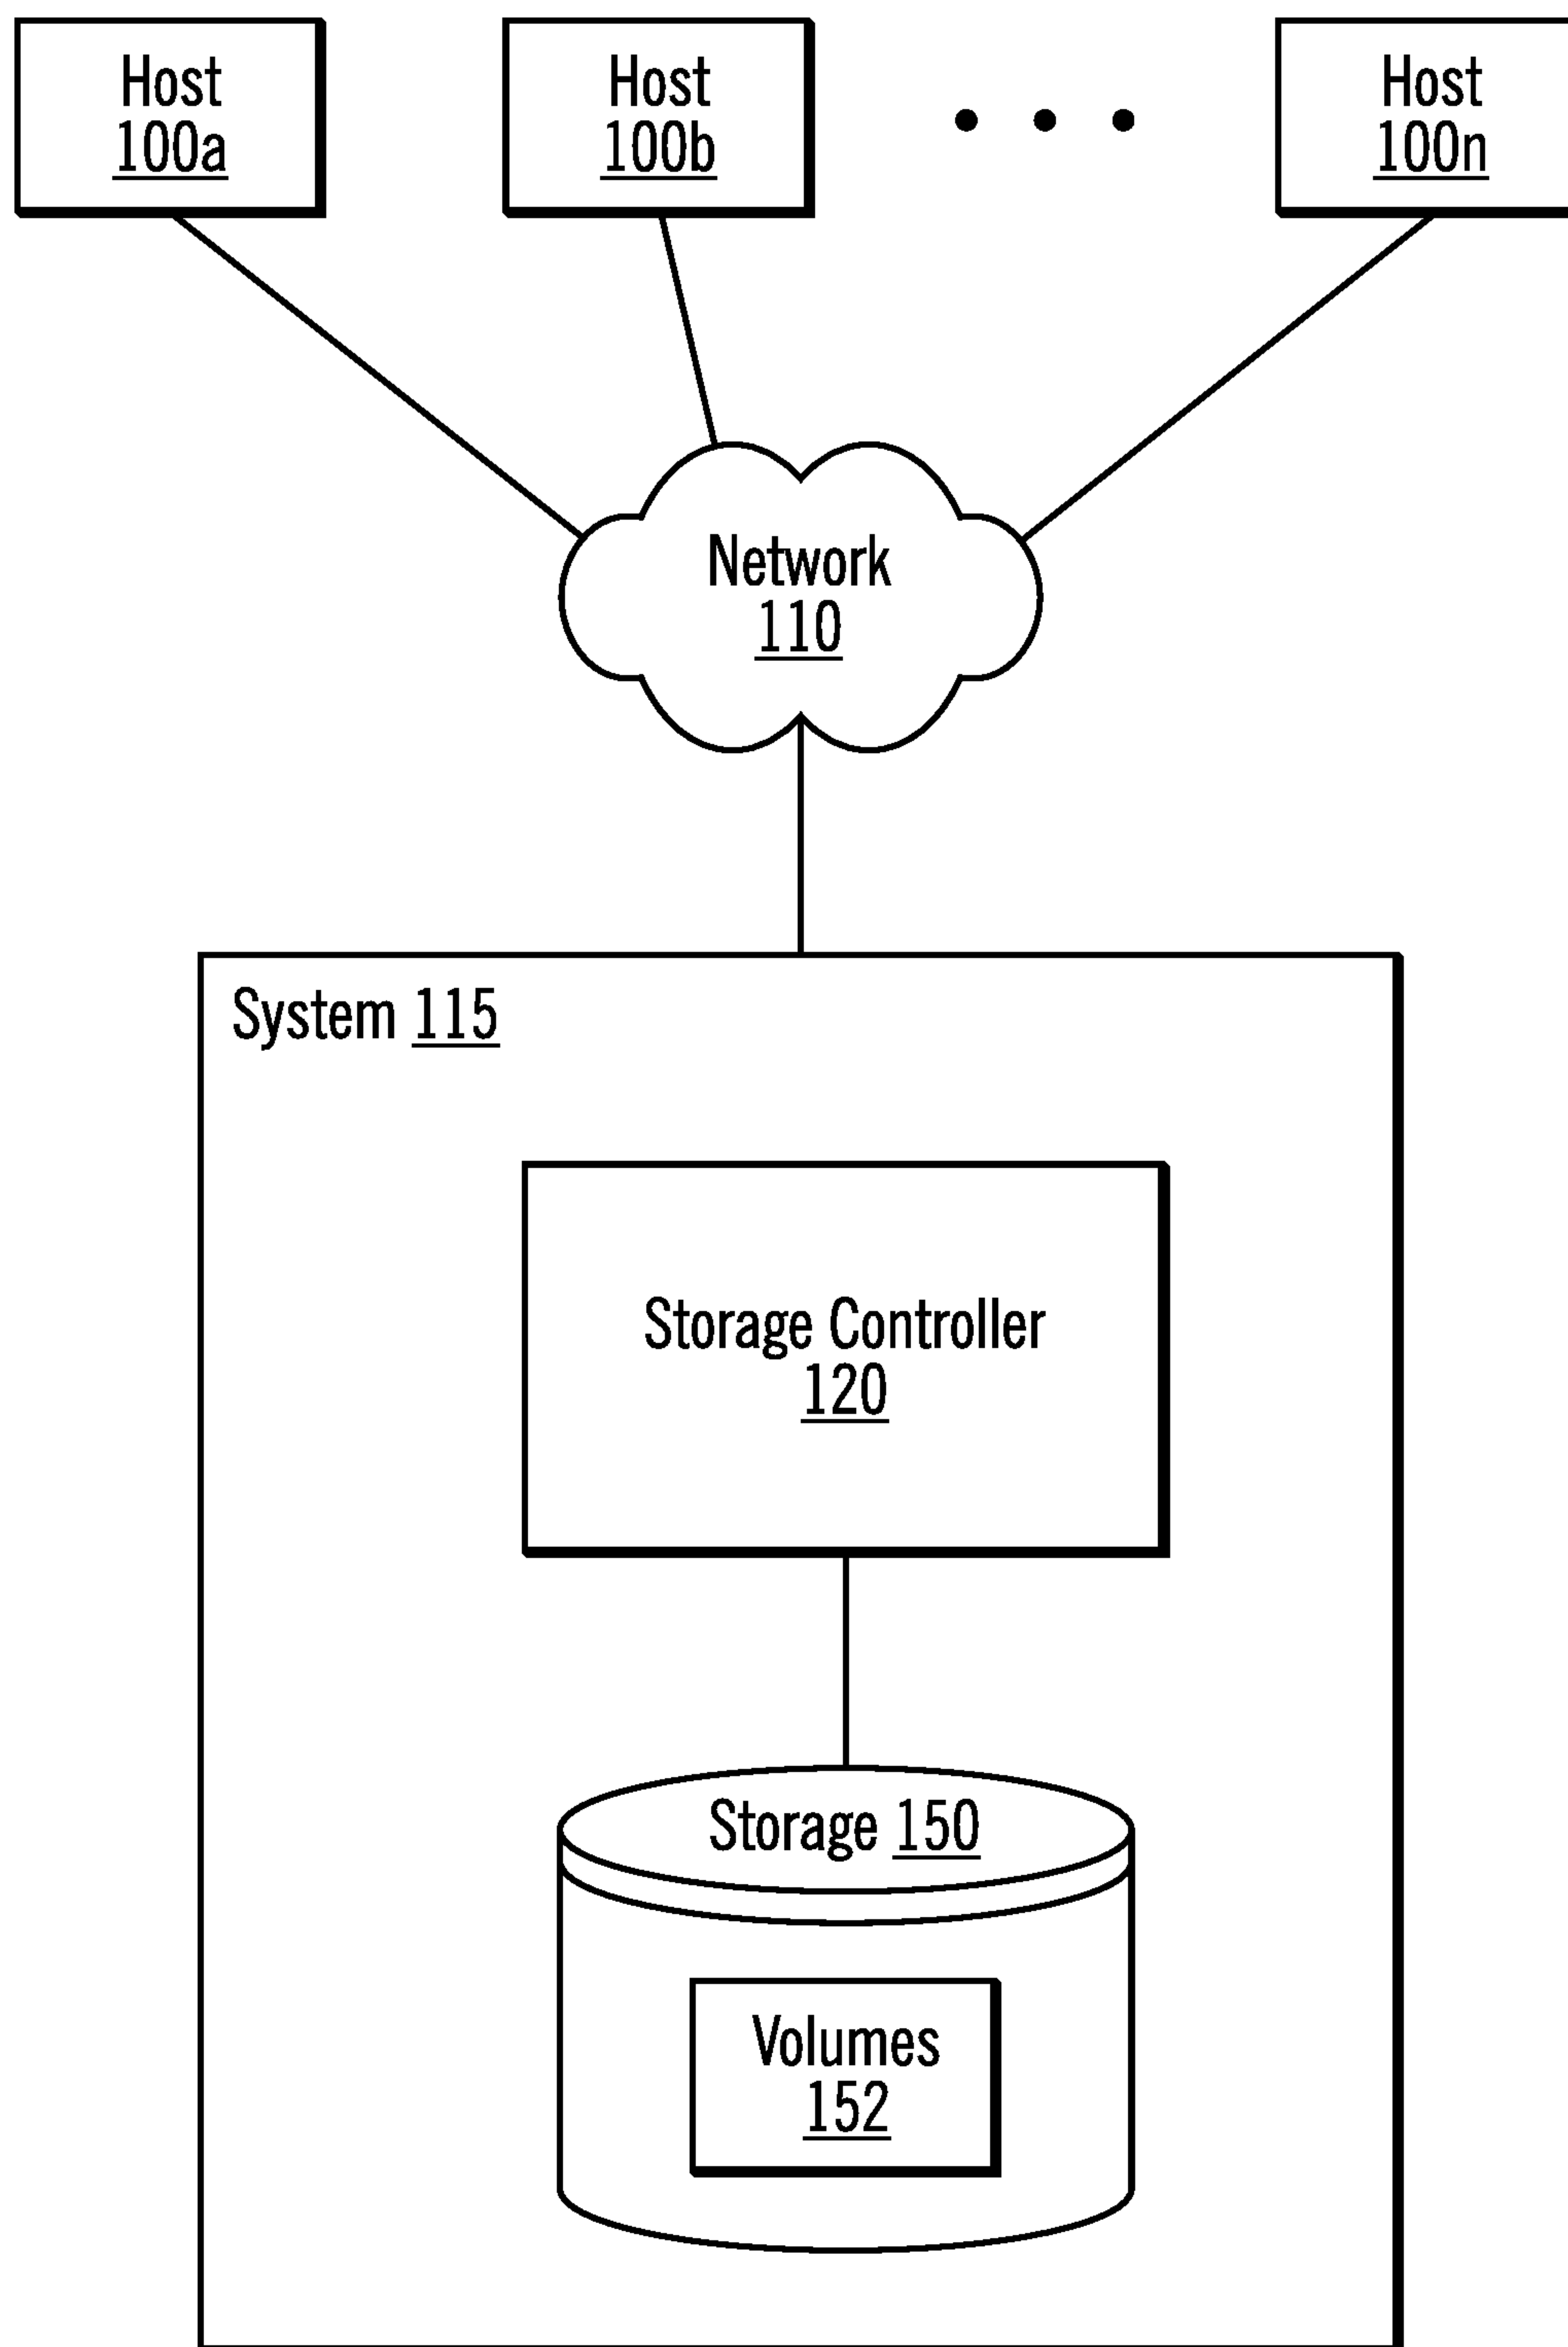 Host
100a
Host
100b
Host
100n
Network
110
System 115
Storage Controller
120
Storage 150
Volumes
152